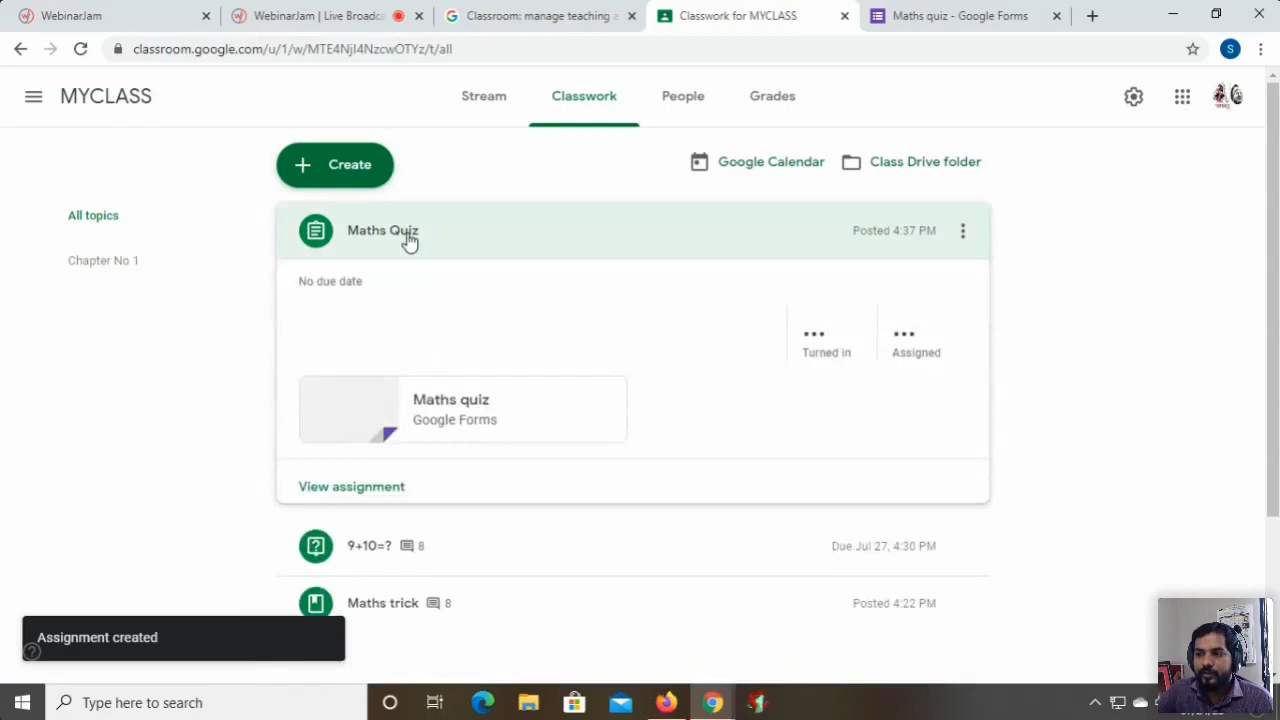 WebinarJam
WebinarJam | Live Broadca
Classroom: manage teaching a
Classwork for MYCLASS
Maths quiz - Google Forms
classroom.google.com/u/1/w/MTE4NjI4NzcwOTYz/t/all
S
MYCLASS
Stream
Classwork
People
Grades
Create
Google Calendar
Class Drive folder
All topics
Chapter No 1
Maths Quiz
Posted 4:37 PM
No due date
Turned in
Assigned
Maths quiz
Google Forms
View assignment
9+10=?
8
Due Jul 27, 4:30 PM
Maths trick
8
Posted 4:22 PM
Assignment created
Type here to search